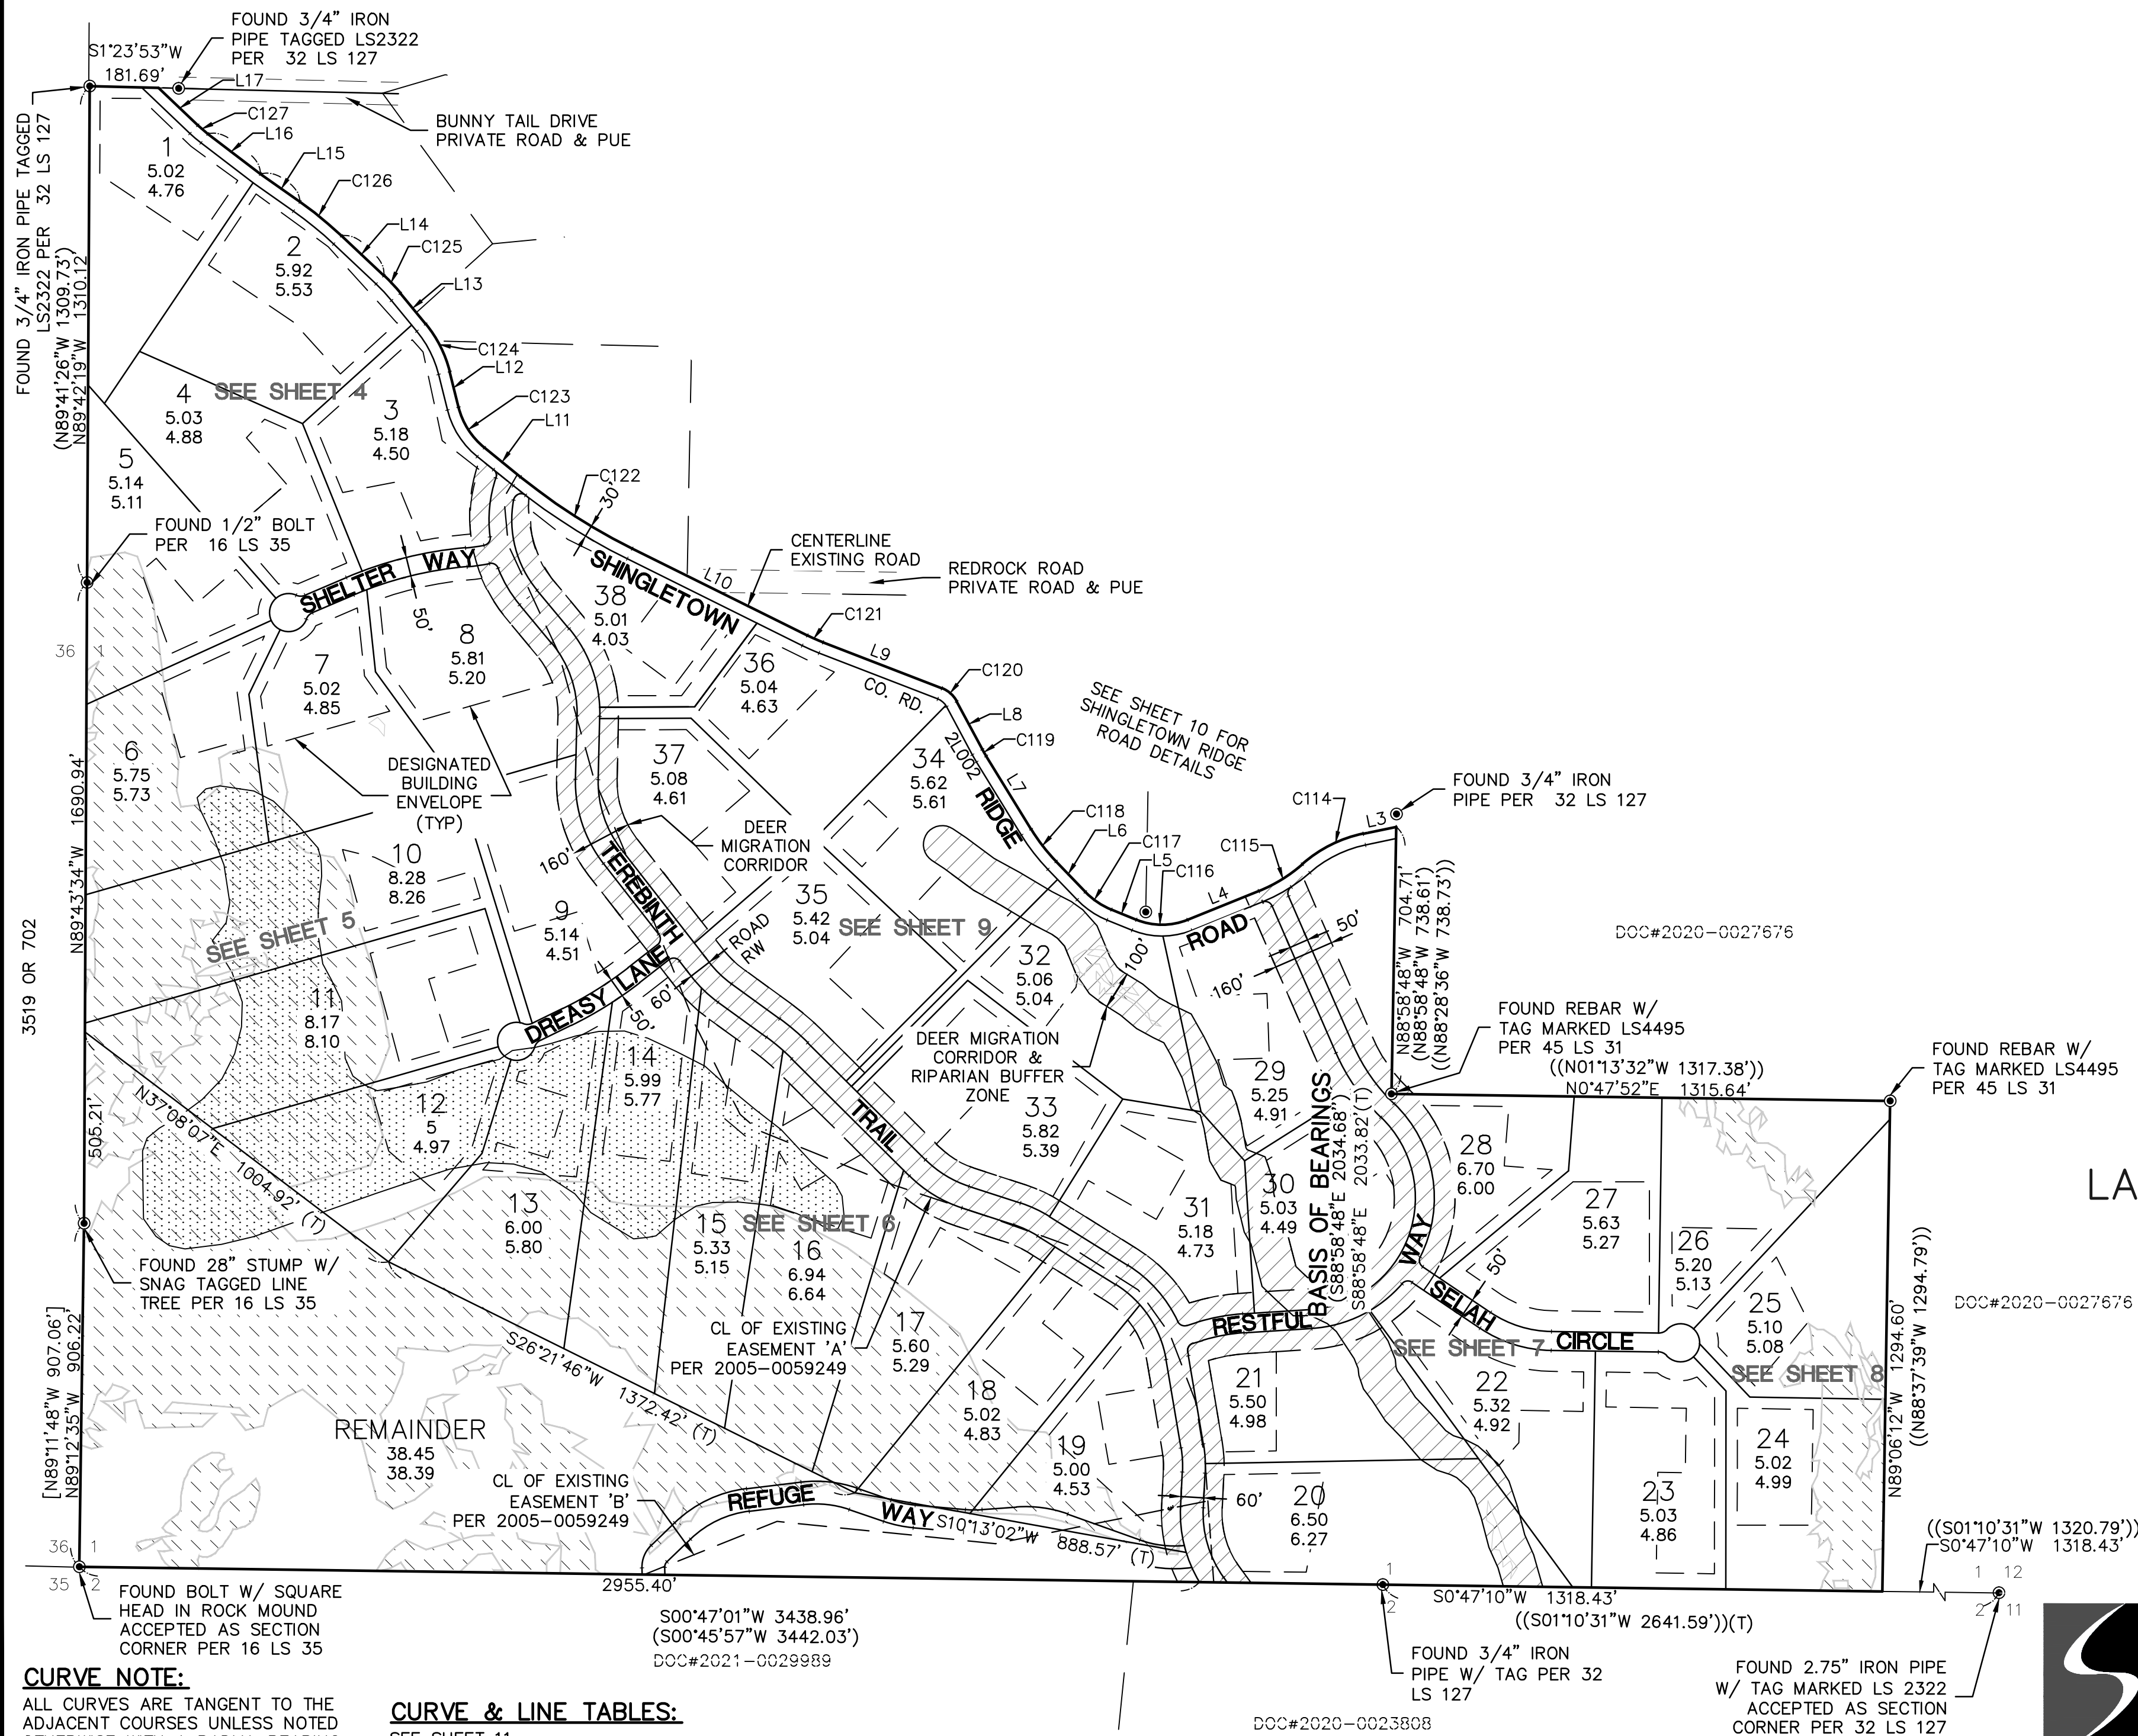 FOUND 3/4" IRON
PIPE TAGGED LS2322
PER 32 LS 127
S1°23'53"W
181.69'
L17
C127
L16
L15
C126
L14
C125
L13
C124
L12
C123
L11
C122
30'
BUNNY TAIL DRIVE
PRIVATE ROAD & PUE
FOUND 3/4" IRON PIPE TAGGED
LS2322 PER 32 LS 127
(N89°41'26"W 1309.73')
N89°42'19"W 1310.12'
1
5.02
4.76
2
5.92
5.53
SEE SHEET 4
4
5.03
4.88
3
5.18
4.50
5
5.14
5.11
FOUND 1/2" BOLT
PER 16 LS 35
SHELTER WAY
50'
CENTERLINE
EXISTING ROAD
REDROCK ROAD
PRIVATE ROAD & PUE
L10
SHINGLETOWN
C121
L9
CO. RD.
C120
L8
C119
2L002
RIDGE
L7
C118
L6
C117
L5
C116
L4
ROAD
C115
C114
L3
SEE SHEET 10 FOR
SHINGLETOWN RIDGE
ROAD DETAILS
FOUND 3/4" IRON
PIPE PER 32 LS 127
38
5.01
4.03
36 1
8
5.81
5.20
7
5.02
4.85
36
5.04
4.63
6
5.75
5.73
N89°43'34"W 1690.94'
DESIGNATED
BUILDING
ENVELOPE
(TYP)
37
5.08
4.61
34
5.62
5.61
DEER
MIGRATION
CORRIDOR
160'
TEREBINTH
10
8.28
8.26
35
5.42
5.04
SEE SHEET 9
9
5.14
4.51
ROAD
RW
SEE SHEET 5
3519 OR 702
DREASY LANE
60'
50'
11
8.17
8.10
32
5.06
5.04
100'
160'
50'
N88°58'48"W 704.71'
(N88°58'48"W 738.61')
((N88°28'36"W 738.73'))
DOC#2020-0027676
FOUND REBAR W/
TAG MARKED LS4495
PER 45 LS 31
((N01°13'32"W 1317.38'))
N0°47'52"E 1315.64'
FOUND REBAR W/
TAG MARKED LS4495
PER 45 LS 31
DEER MIGRATION
CORRIDOR &
RIPARIAN BUFFER
ZONE
14
5.99
5.77
29
5.25
4.91
TRAIL
33
5.82
5.39
12
5
4.97
N37°08'07"E 1004.92' (T)
505.21'
BASIS OF BEARINGS
(S88°58'48"E 2034.68')
S88°58'48"E 2033.82'(T)
28
6.70
6.00
27
5.63
5.27
26
5.20
5.13
30
5.03
4.49
31
5.18
4.73
13
6.00
5.80
15
5.33
5.15
SEE SHEET 6
16
6.94
6.64
WAY
50'
LA
FOUND 28" STUMP W/
SNAG TAGGED LINE
TREE PER 16 LS 35
DOC#2020-0027676
N89°06'12"W 1294.60'
((N88°37'39"W 1294.79'))
SELAH
CIRCLE
25
5.10
5.08
RESTFUL
SEE SHEET 7
SEE SHEET 8
CL OF EXISTING
EASEMENT 'A'
PER 2005-0059249
17
5.60
5.29
[N89°11'48"W 907.06']
N89°12'35"W 906.22'
S26°21'46"W 1372.42' (T)
18
5.02
4.83
21
5.50
4.98
22
5.32
4.92
REMAINDER
38.45
38.39
19
5.00
4.53
24
5.02
4.99
CL OF EXISTING
EASEMENT 'B'
PER 2005-0059249
REFUGE
WAY
S10°13'02"W 888.57' (T)
60'
20
6.50
6.27
23
5.03
4.86
((S01°10'31"W 1320.79'))
S0°47'10"W 1318.43'
36 1
35 2
FOUND BOLT W/ SQUARE
HEAD IN ROCK MOUND
ACCEPTED AS SECTION
CORNER PER 16 LS 35
2955.40'
S00°47'01"W 3438.96'
(S00°45'57"W 3442.03')
DOC#2021-0029989
1
2
S0°47'10"W 1318.43'
((S01°10'31"W 2641.59'))(T)
1 12
2 11
FOUND 3/4" IRON
PIPE W/ TAG PER 32
LS 127
FOUND 2.75" IRON PIPE
W/ TAG MARKED LS 2322
ACCEPTED AS SECTION
CORNER PER 32 LS 127
DOC#2020-0023808
CURVE NOTE:
ALL CURVES ARE TANGENT TO THE
ADJACENT COURSES UNLESS NOTED
CURVE & LINE TABLES: